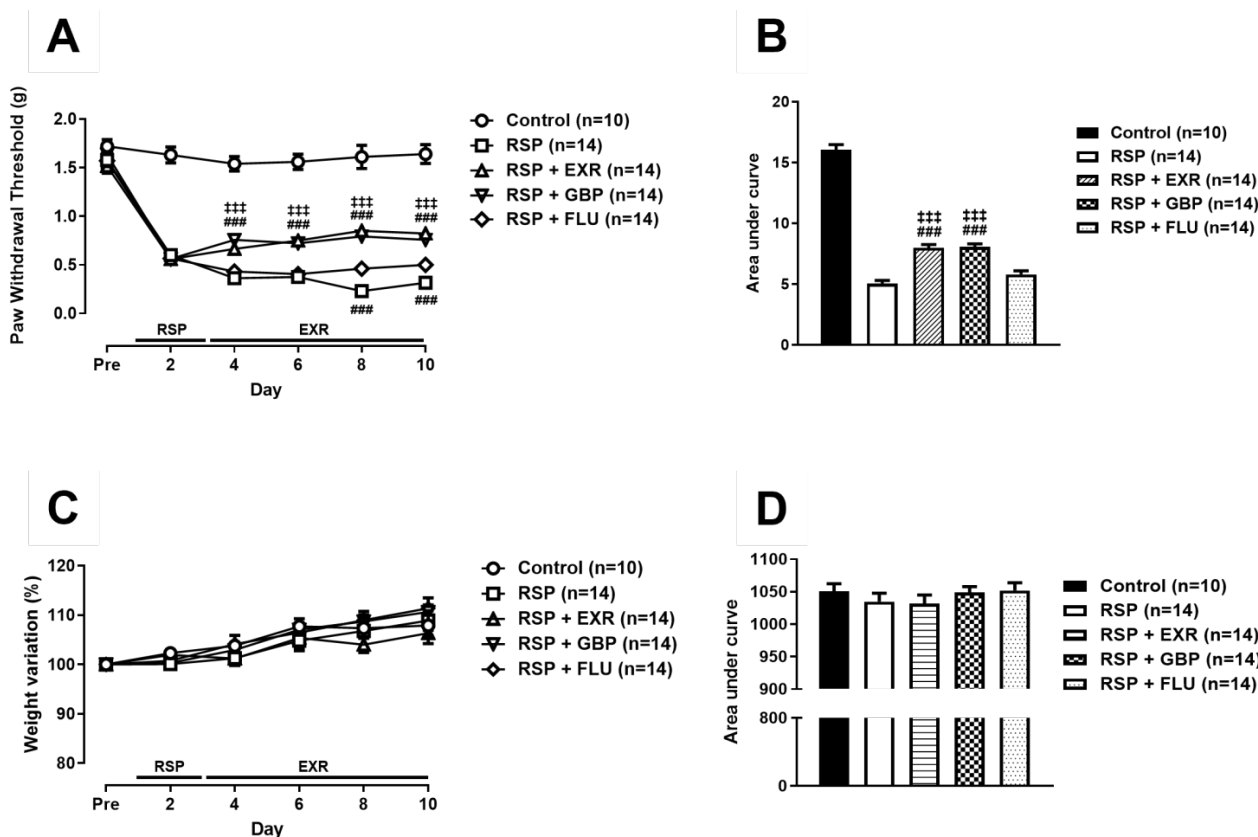 A
Paw Withdrawal Threshold (g)
2.0
1.5
1.0
0.5
0.0
‡‡‡ ‡‡‡ ‡‡‡ ‡‡‡
### ### ### ###
### ###
RSP EXR
Pre 2 4 6 8 10
Day
Control (n=10)
RSP (n=14)
RSP + EXR (n=14)
RSP + GBP (n=14)
RSP + FLU (n=14)
B
Area under curve
20
15
10
5
0
‡‡‡ ‡‡‡
### ###
Control (n=10)
RSP (n=14)
RSP + EXR (n=14)
RSP + GBP (n=14)
RSP + FLU (n=14)
C
Weight variation (%)
120
110
100
90
80
RSP EXR
Pre 2 4 6 8 10
Day
Control (n=10)
RSP (n=14)
RSP + EXR (n=14)
RSP + GBP (n=14)
RSP + FLU (n=14)
D
Area under curve
1100
1050
1000
950
900
800
0
Control (n=10)
RSP (n=14)
RSP + EXR (n=14)
RSP + GBP (n=14)
RSP + FLU (n=14)